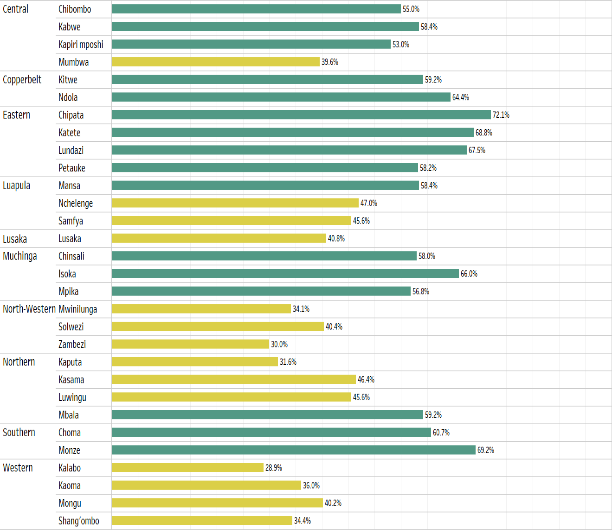 Central Chibombo 55.0%
Kabwe 58.4%
Kapiri mposhi 53.0%
Mumbwa 39.6%
Copperbelt Kitwe 59.2%
Ndola 64.4%
Eastern Chipata 72.1%
Katete 68.8%
Lundazi 67.5%
Petauke 58.2%
Luapula Mansa 58.4%
Nchelenge 47.0%
Samfya 45.6%
Lusaka Lusaka 40.8%
Muchinga Chinsali 58.0%
Isoka 66.0%
Mpika 56.8%
North-Western Mwinilunga 34.1%
Solwezi 40.4%
Zambezi 30.0%
Northern Kaputa 31.6%
Kasama 46.4%
Luwingu 45.6%
Mbala 59.2%
Southern Choma 60.7%
Monze 69.2%
Western Kalabo 28.9%
Kaoma 36.0%
Mongu 40.2%
Shang'ombo 34.4%